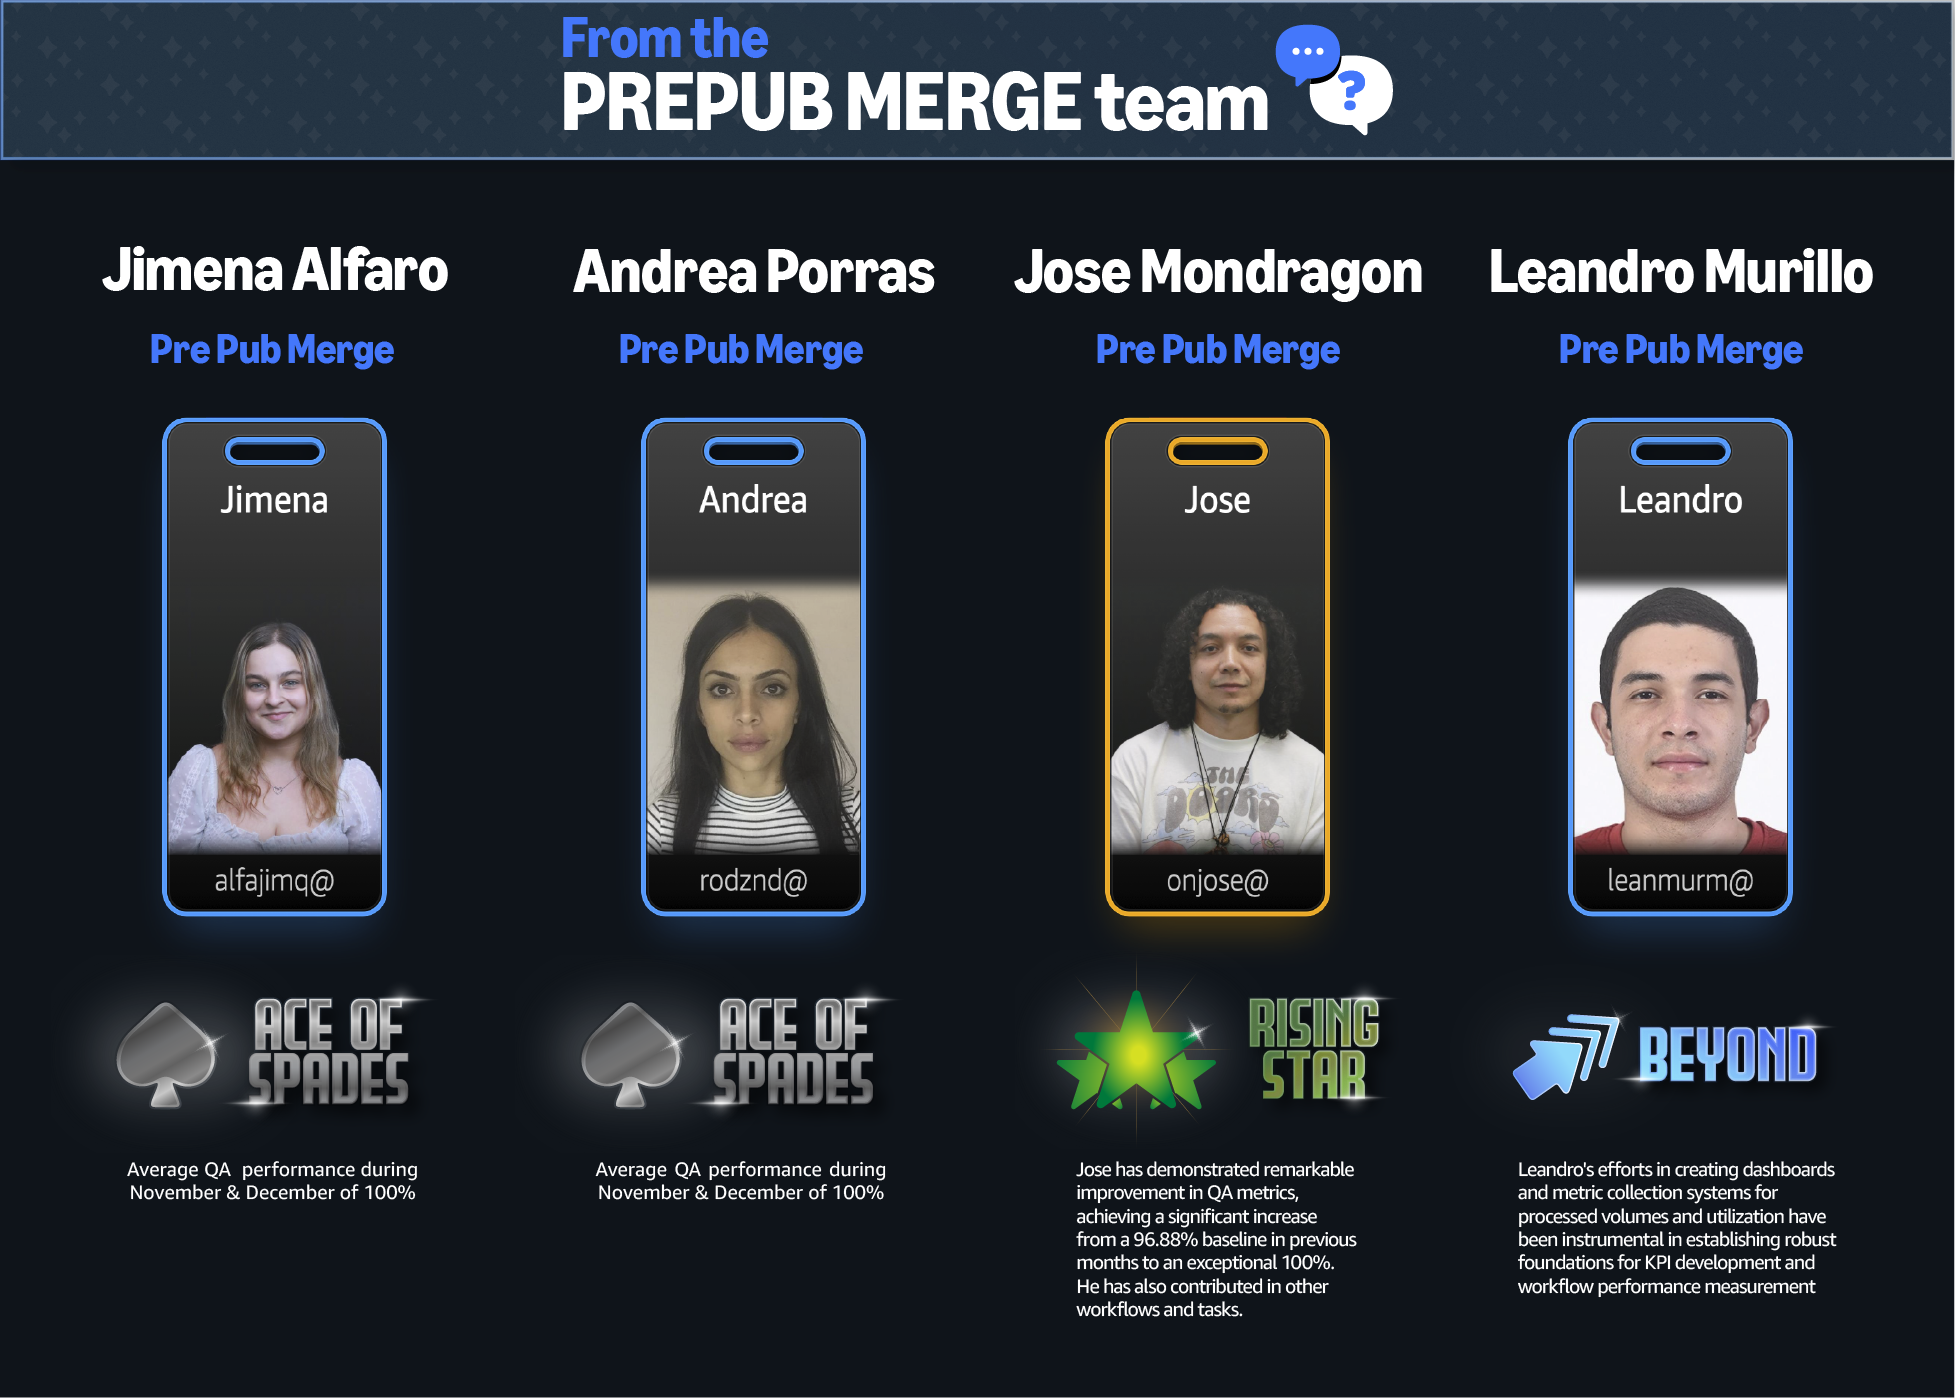 From the
PREPUB MERGE team
?
Jimena Alfaro
Pre Pub Merge
Jimena
alfajimq@
ACE OF
SPADES
Average QA performance during
November & December of 100%
Andrea Porras
Pre Pub Merge
Andrea
rodznd@
ACE OF
SPADES
Average QA performance during
November & December of 100%
Jose Mondragon
Pre Pub Merge
Jose
THE
DOORS
onjose@
RISING
STAR
Jose has demonstrated remarkable
improvement in QA metrics,
achieving a significant increase
from a 96.88% baseline in previous
months to an exceptional 100%.
He has also contributed in other
workflows and tasks.
Leandro Murillo
Pre Pub Merge
Leandro
leanmurm@
BEYOND
Leandro's efforts in creating dashboards
and metric collection systems for
processed volumes and utilization have
been instrumental in establishing robust
foundations for KPI development and
workflow performance measurement